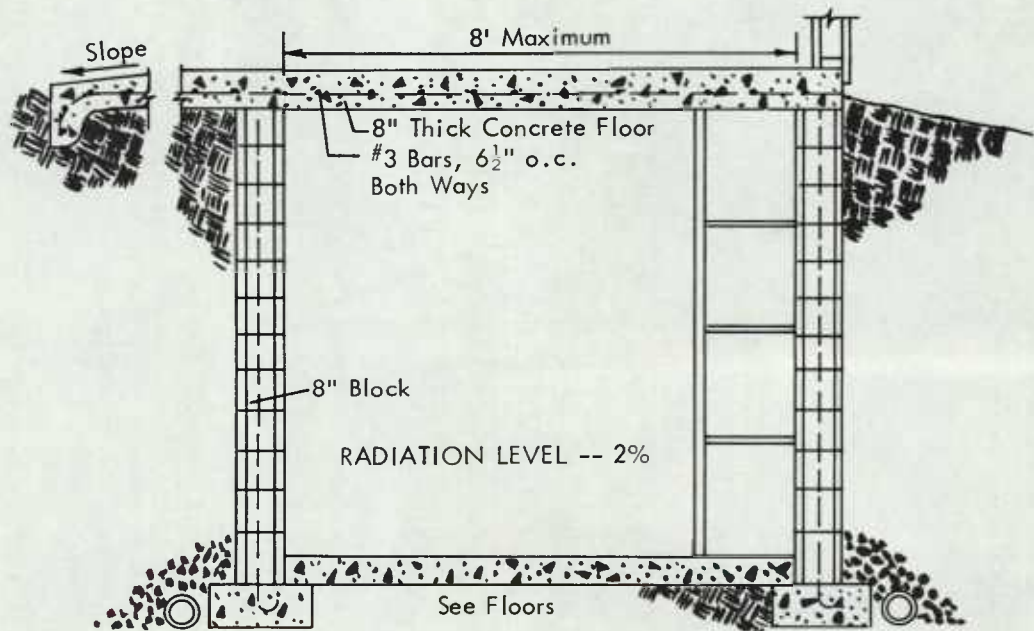 8' Maximum
Slope
8" Thick Concrete Floor
#3 Bars, 6½" o.c.
Both Ways
8" Block
RADIATION LEVEL -- 2%
See Floors